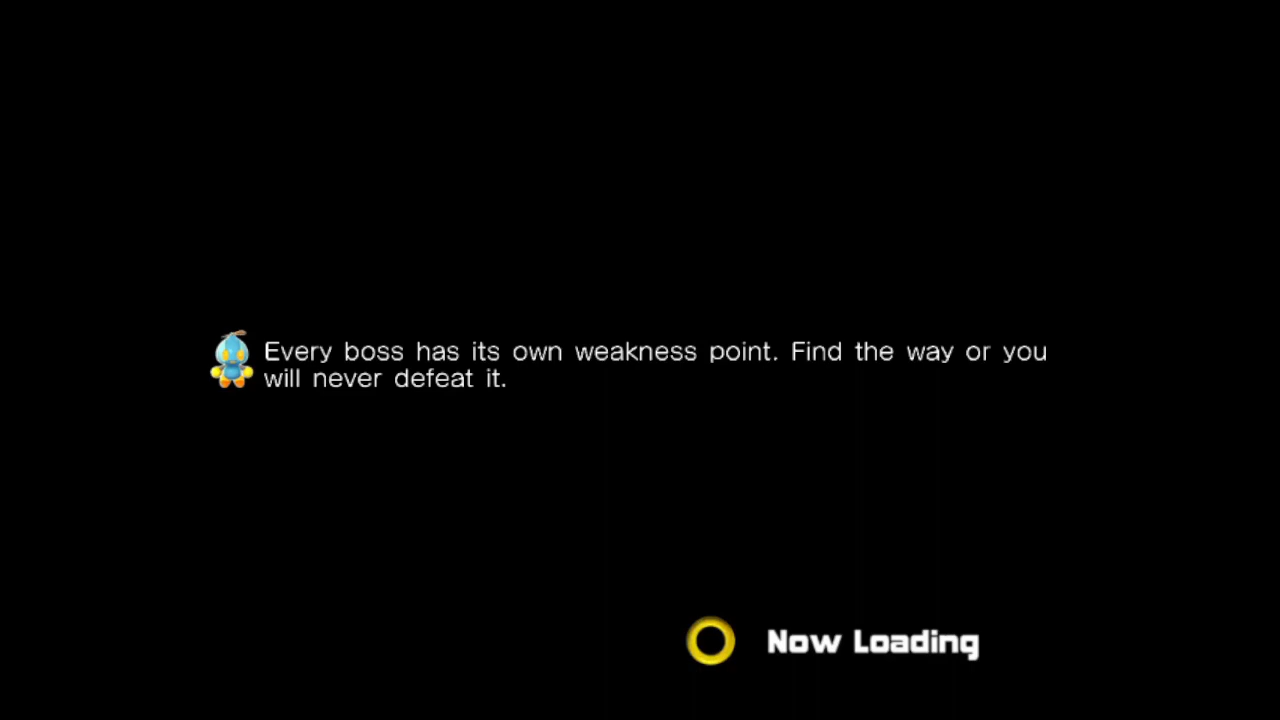 Every boss has its own weakness point. Find the way or you
will never defeat it.
Now Loading